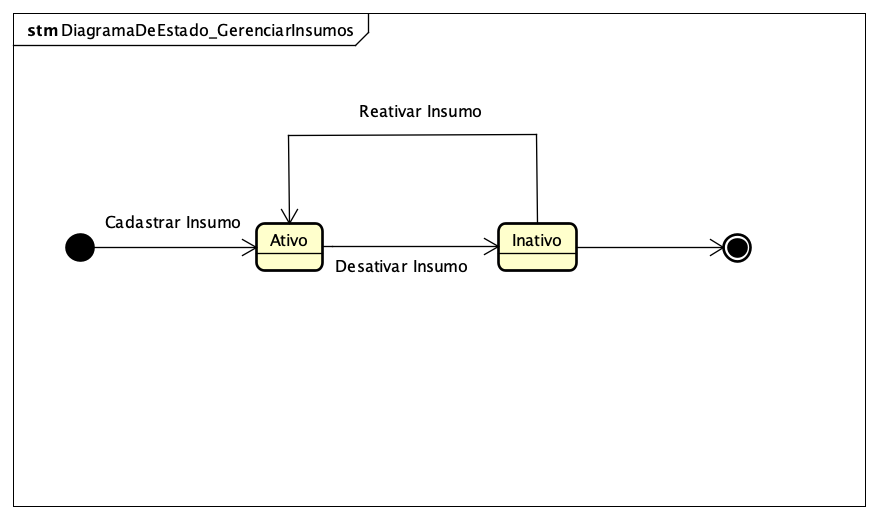 stm DiagramaDeEstado_GerenciarInsumos
Reativar Insumo
Cadastrar Insumo
Ativo
Inativo
Desativar Insumo